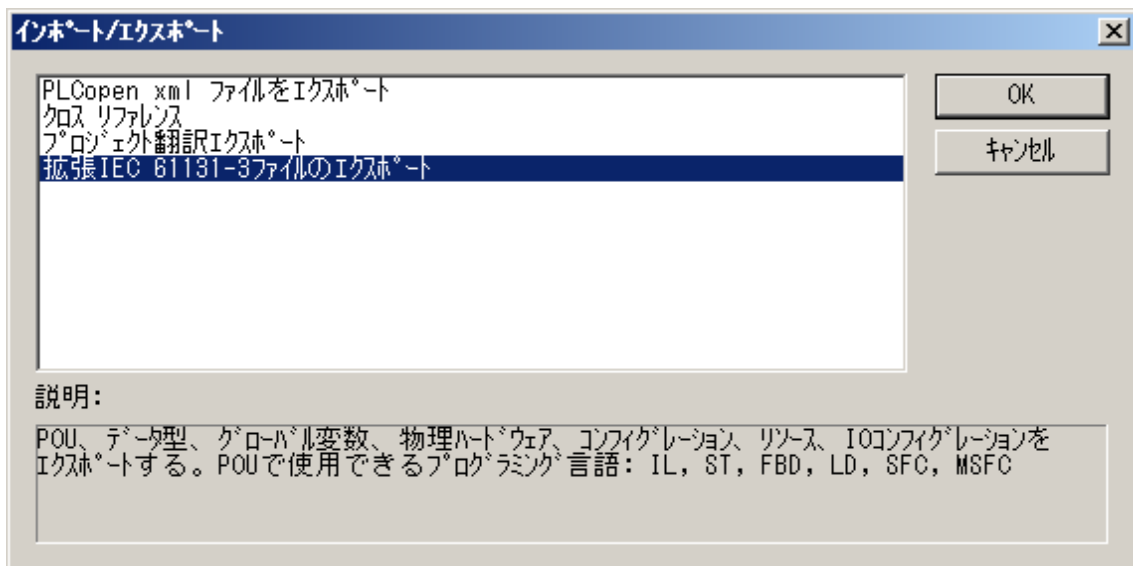 インポート/エクスポート
PLCopen xml ファイルをエクスポート
クロス リファレンス
プロジェクト翻訳エクスポート
拡張IEC 61131-3ファイルのエクスポート
OK
キャンセル
説明:
POU、データ型、グローバル変数、物理ハードウェア、コンフィグレーション、リソース、IOコンフィグレーションを
エクスポートする。POUで使用できるプログラミング言語: IL, ST, FBD, LD, SFC, MSFC